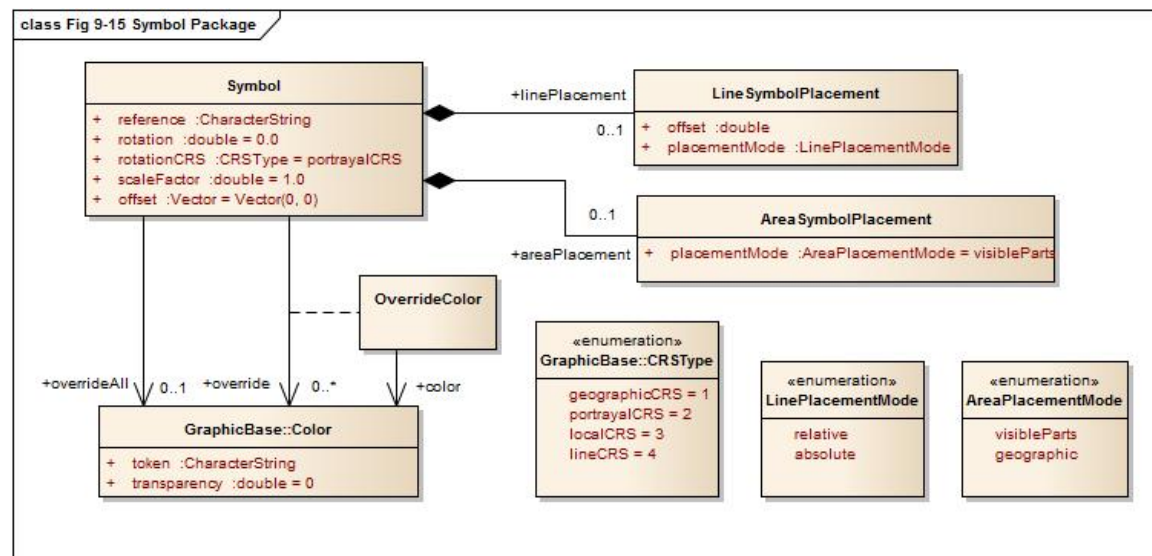 class Fig 9-15 Symbol Package
Symbol
+ reference :CharacterString
+ rotation :double = 0.0
+ rotationCRS :CRSType = portrayalCRS
+ scaleFactor :double = 1.0
+ offset :Vector = Vector(0, 0)
+linePlacement
0..1
LineSymbolPlacement
+ offset :double
+ placementMode :LinePlacementMode
0..1
+areaPlacement
AreaSymbolPlacement
+ placementMode :AreaPlacementMode = visibleParts
OverrideColor
+overrideAll
0..1
+override
0..*
+color
GraphicBase::Color
+ token :CharacterString
+ transparency :double = 0
«enumeration»
GraphicBase::CRSType
geographicCRS = 1
portrayalCRS = 2
localCRS = 3
lineCRS = 4
«enumeration»
LinePlacementMode
relative
absolute
«enumeration»
AreaPlacementMode
visibleParts
geographic